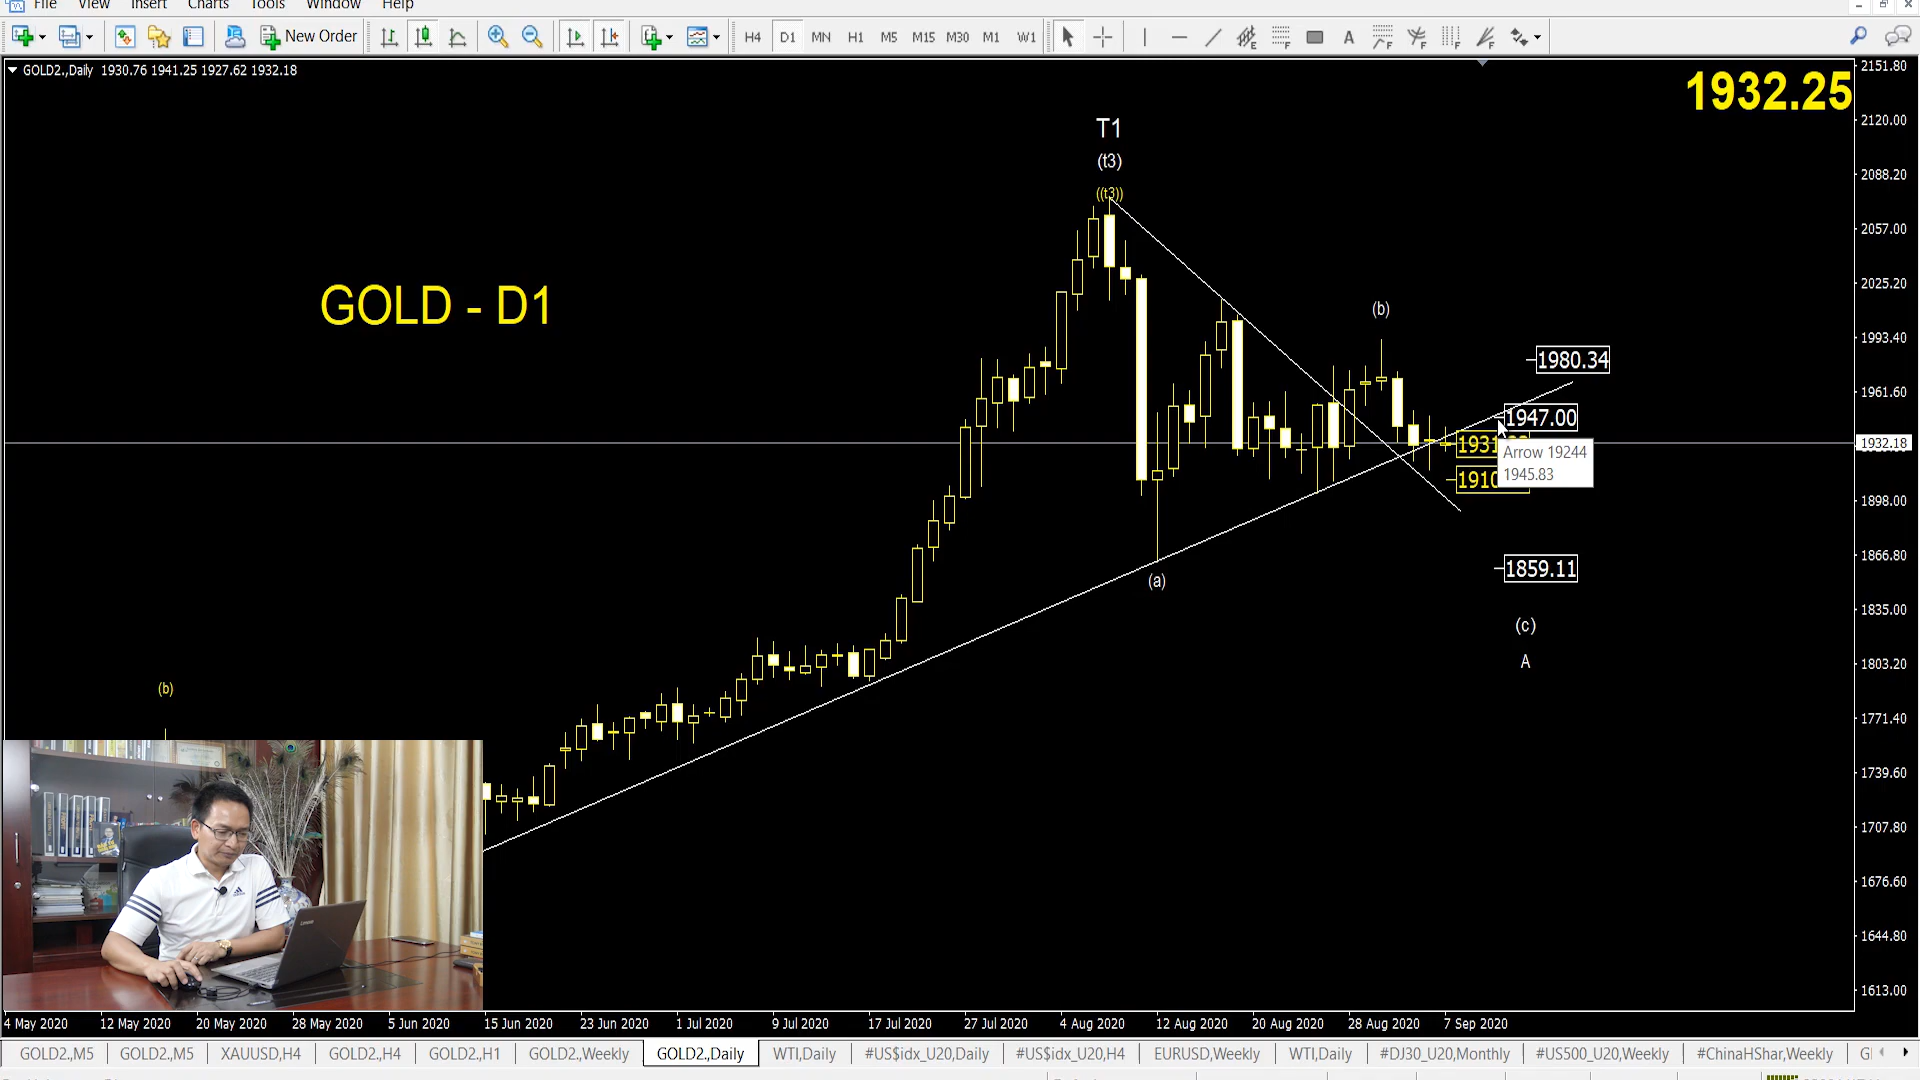 File View Insert Charts Tools Window Help
New Order H4 D1 MN H1 M5 M15 M30 M1 W1
GOLD2.,Daily 1930.76 1941.25 1927.62 1932.18
1932.25
2151.80
2120.00
2088.20
2057.00
2025.20
1993.40
1961.60
1932.18
1898.00
1866.80
1835.00
1803.20
1771.40
1739.60
1707.80
1676.60
1644.80
1613.00
T1
(t3)
((t3))
GOLD - D1
(b)
1980.34
1947.00
1931
Arrow 19244
1945.83
1910
1859.11
(a)
(c)
A
(b)
4 May 2020 12 May 2020 20 May 2020 28 May 2020 5 Jun 2020 15 Jun 2020 23 Jun 2020 1 Jul 2020 9 Jul 2020 17 Jul 2020 27 Jul 2020 4 Aug 2020 12 Aug 2020 20 Aug 2020 28 Aug 2020 7 Sep 2020
GOLD2.,M5 GOLD2.,M5 XAUUSD,H4 GOLD2.,H4 GOLD2.,H1 GOLD2.,Weekly GOLD2.,Daily WTI,Daily #US$idx_U20,Daily #US$idx_U20,H4 EURUSD,Weekly WTI,Daily #DJ30_U20,Monthly #US500_U20,Weekly #ChinaHShar,Weekly